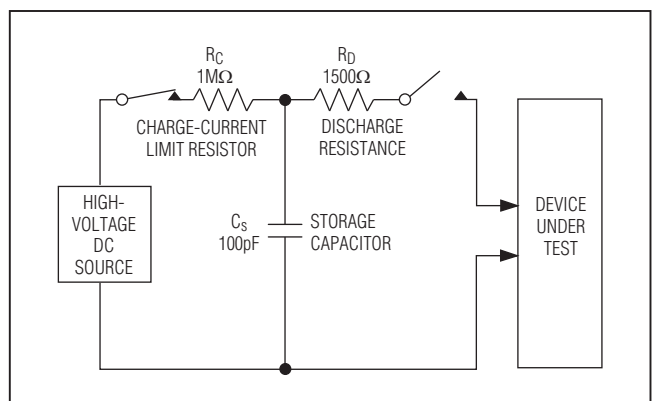 R_C
1MΩ
CHARGE-CURRENT
LIMIT RESISTOR
R_D
1500Ω
DISCHARGE
RESISTANCE
HIGH-
VOLTAGE
DC
SOURCE
C_s
100pF
STORAGE
CAPACITOR
DEVICE
UNDER
TEST